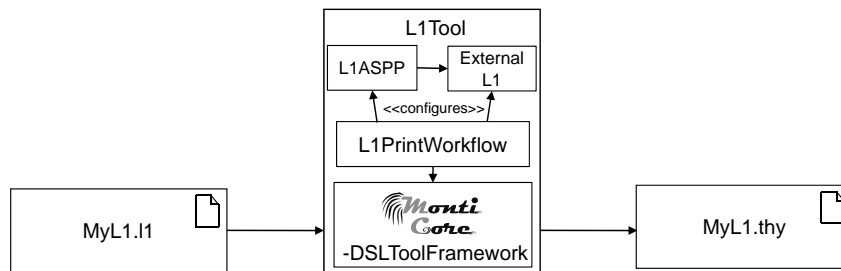 L1Tool
L1ASPP
External
L1
<<configures>>
L1PrintWorkflow
Monti
Core
-DSLToolFramework
MyL1.l1
MyL1.thy